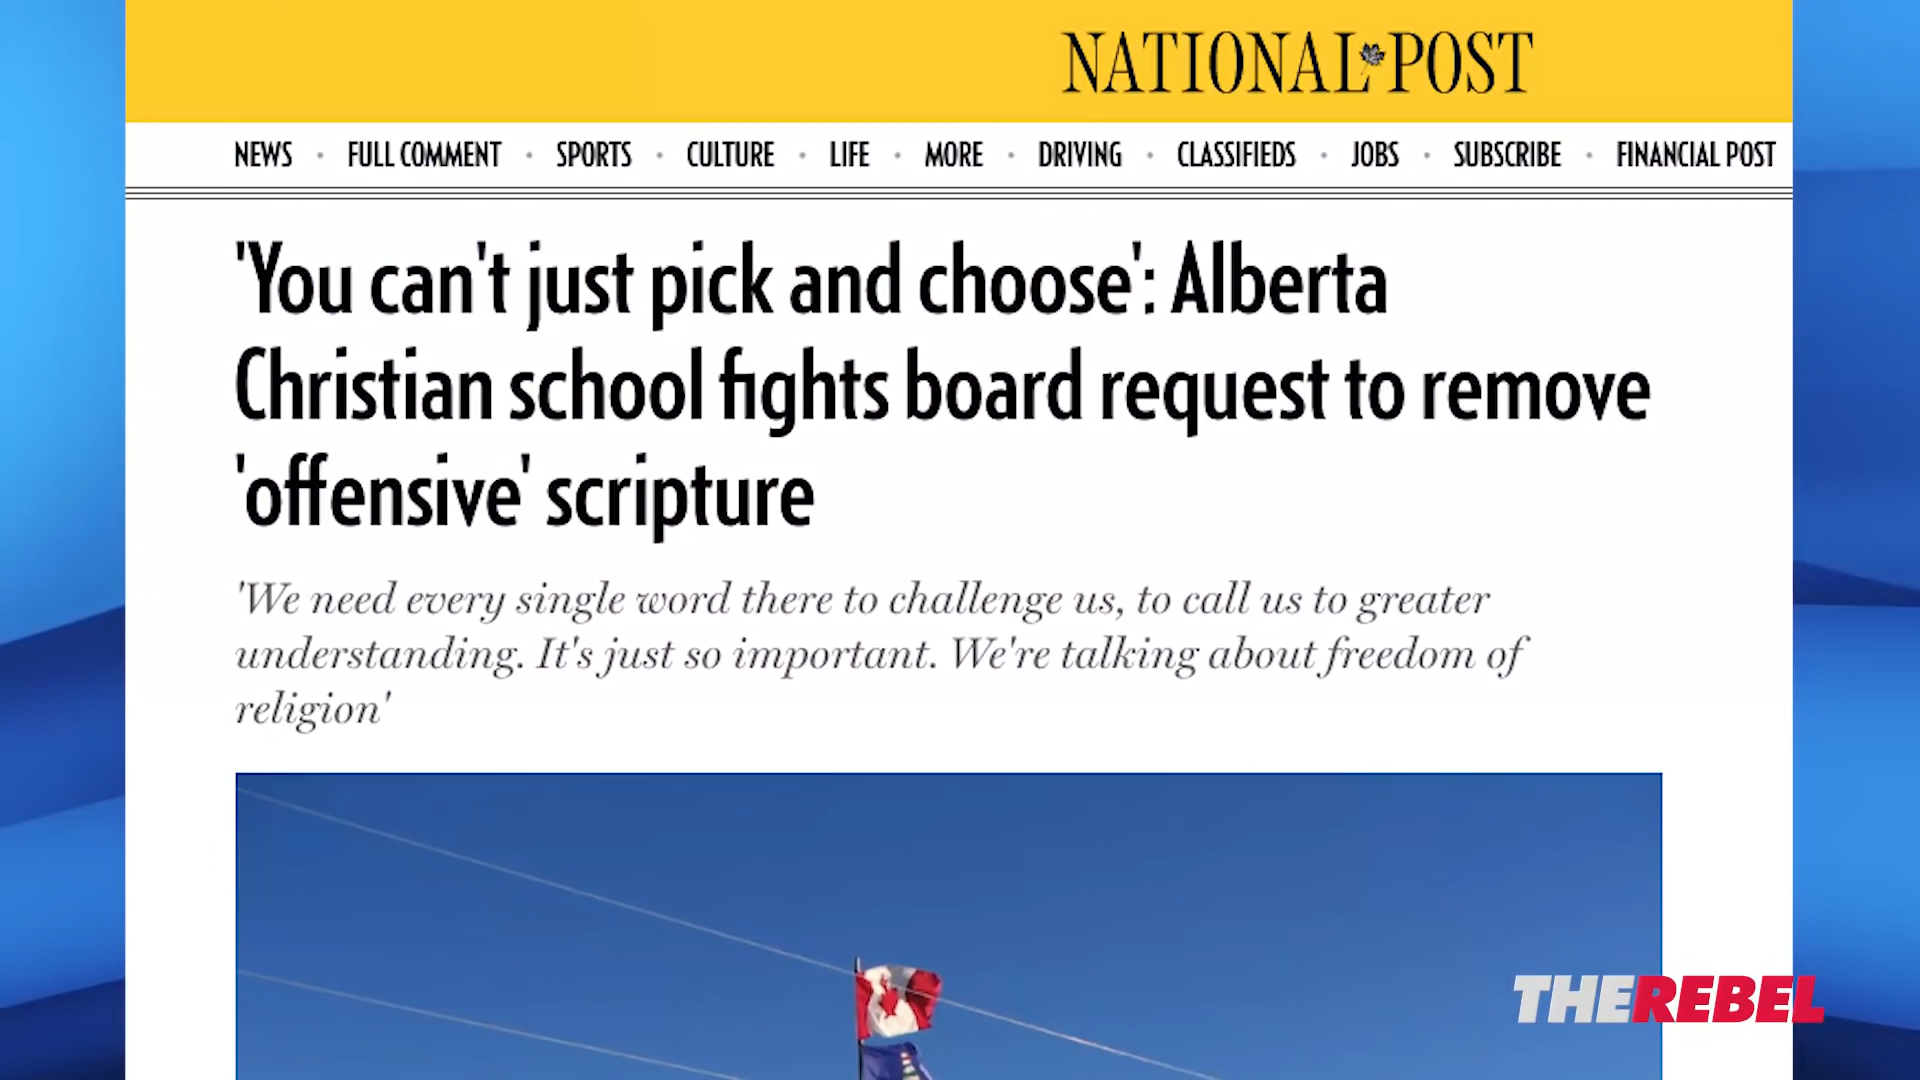 NATIONAL POST
NEWS · FULL COMMENT · SPORTS · CULTURE · LIFE · MORE · DRIVING · CLASSIFIEDS · JOBS · SUBSCRIBE · FINANCIAL POST
'You can't just pick and choose': Alberta
Christian school fights board request to remove
'offensive' scripture
'We need every single word there to challenge us, to call us to greater
understanding. It's just so important. We're talking about freedom of
religion'
THE REBEL